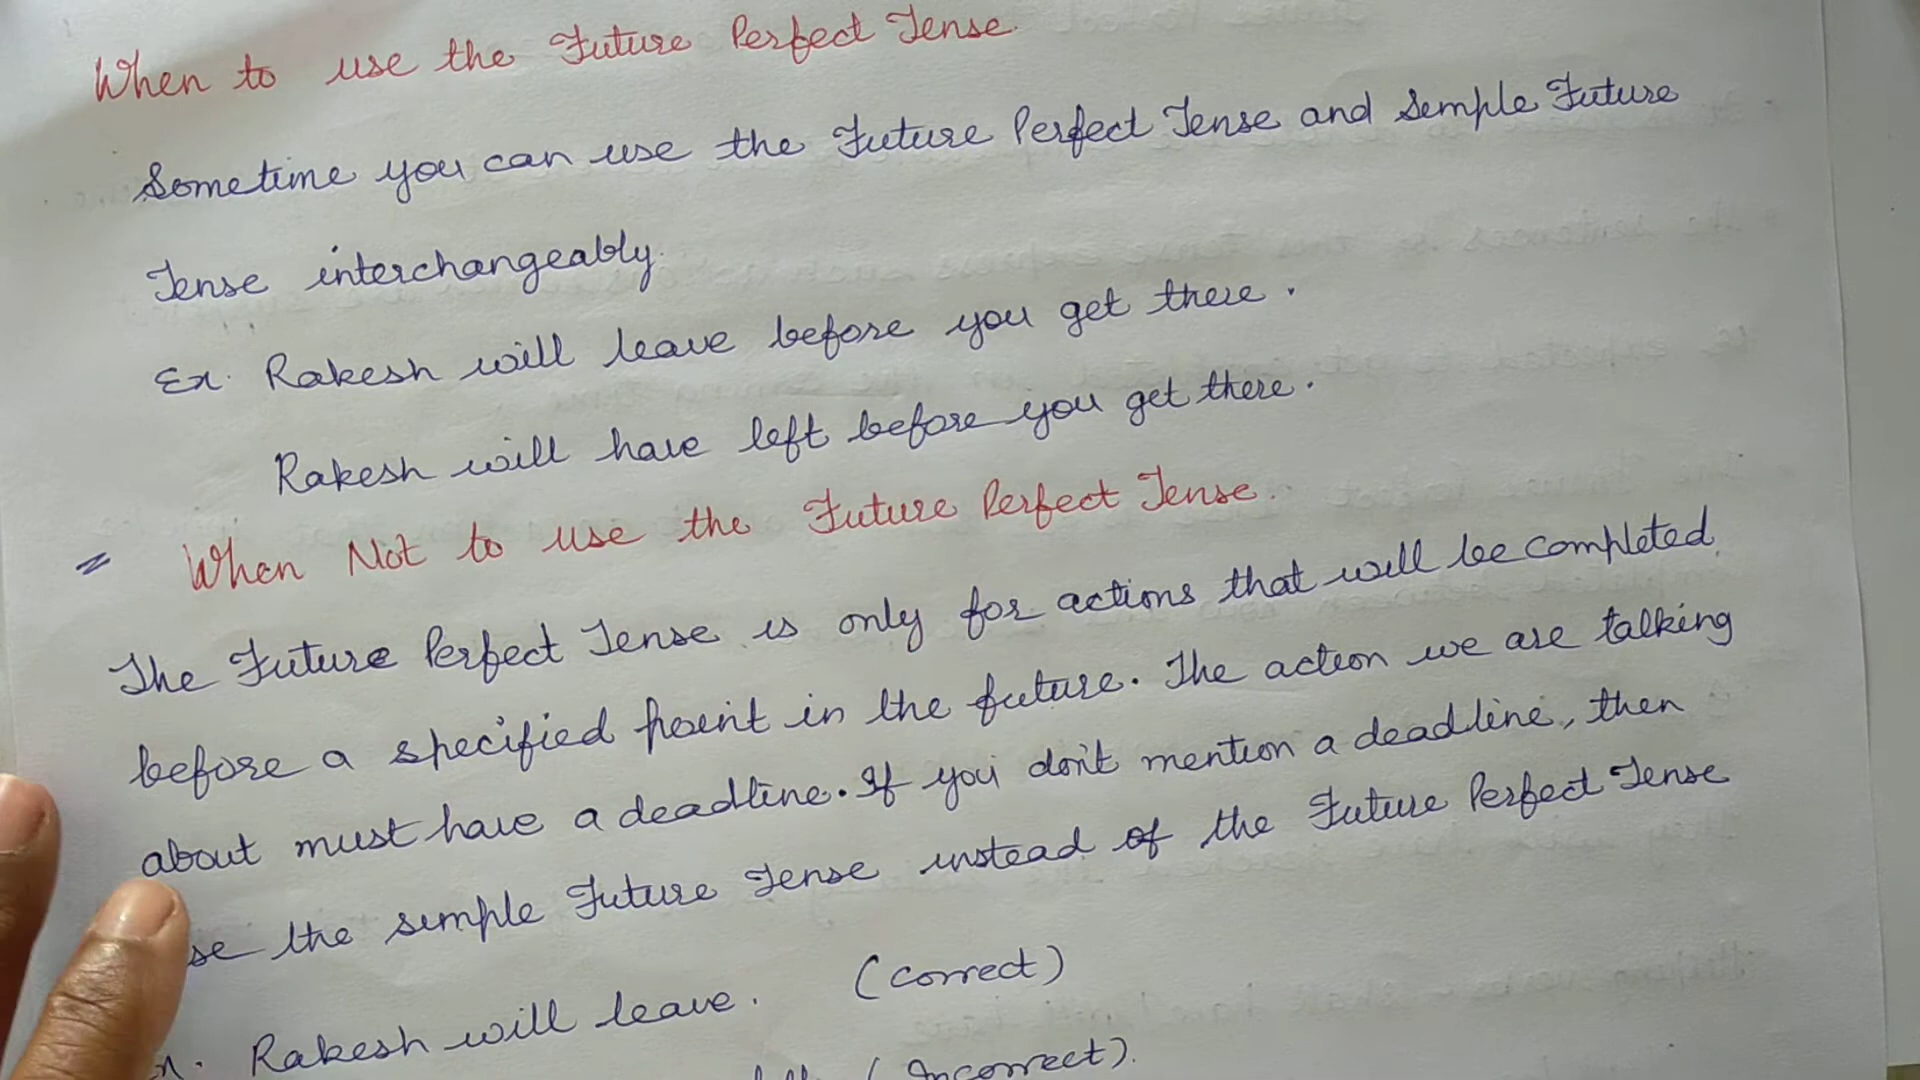 When to use the Future Perfect Tense.
Sometime you can use the Future Perfect Tense and Semple Future
Tense interchangeably.
Ex. Rakesh will leave before you get there.
Rakesh will have left before you get there.
When Not to use the Future Perfect Tense.
The Future Perfect Tense is only for actions that will be completed
before a specified point in the future. The action we are talking
about must have a deadline. If you don't mention a deadline, then
se the simple Future Tense instead of the Future Perfect Tense
Rakesh will leave. (correct)
(Incorrect).